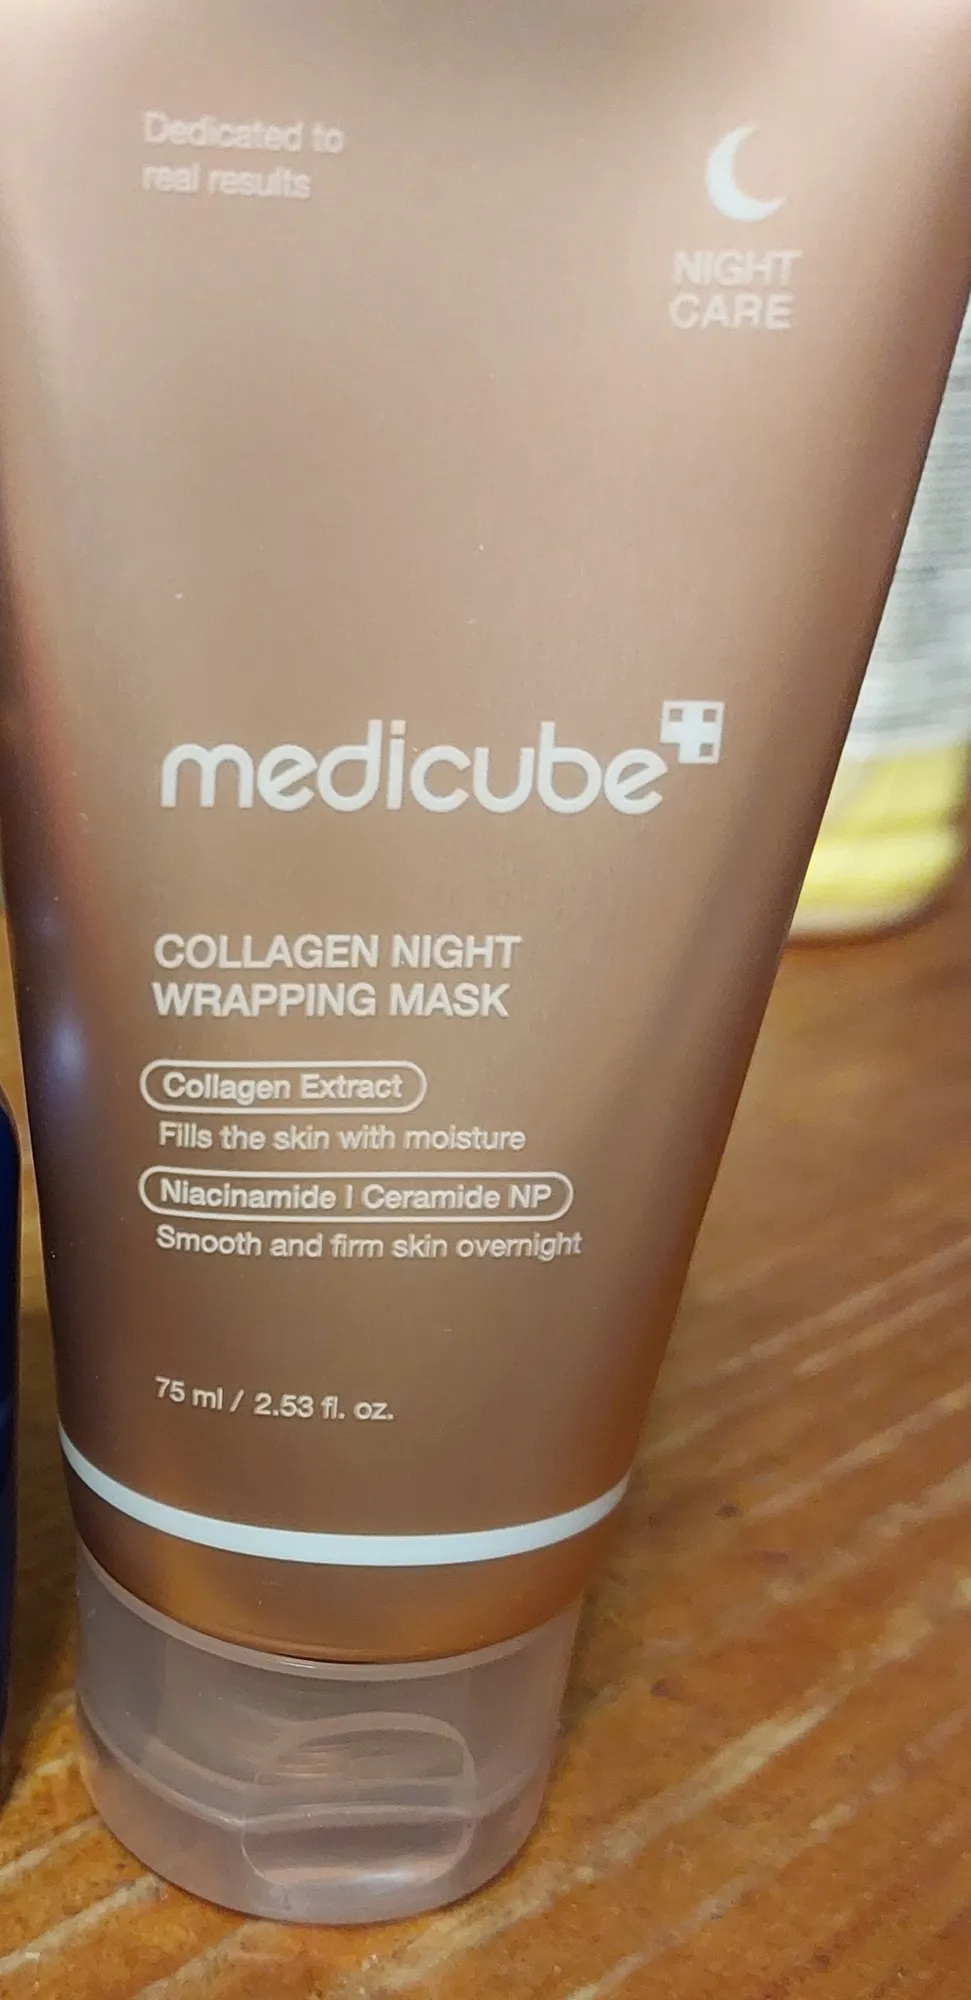 Dedicated to
real results
NIGHT
CARE
medicube
COLLAGEN NIGHT
WRAPPING MASK
Collagen Extract
Fills the skin with moisture
Niacinamide | Ceramide NP
Smooth and firm skin overnight
75 ml / 2.53 fl. oz.